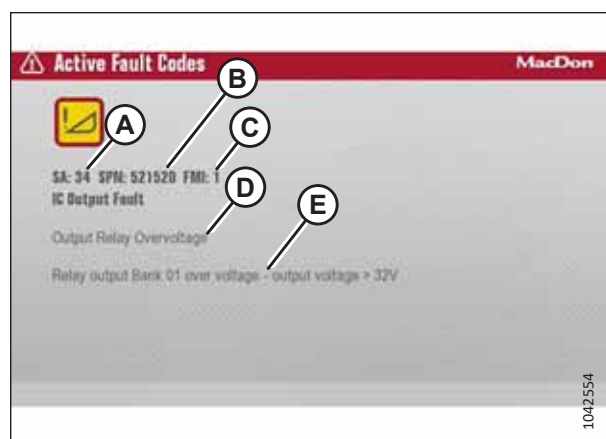 Active Fault Codes MacDon
B
A C
SA: 34 SPN: 521520 FMI: 1
D
IC Output Fault
E
Output Relay Overvoltage
Relay output Bank 01 over voltage - output voltage > 32V
1042554